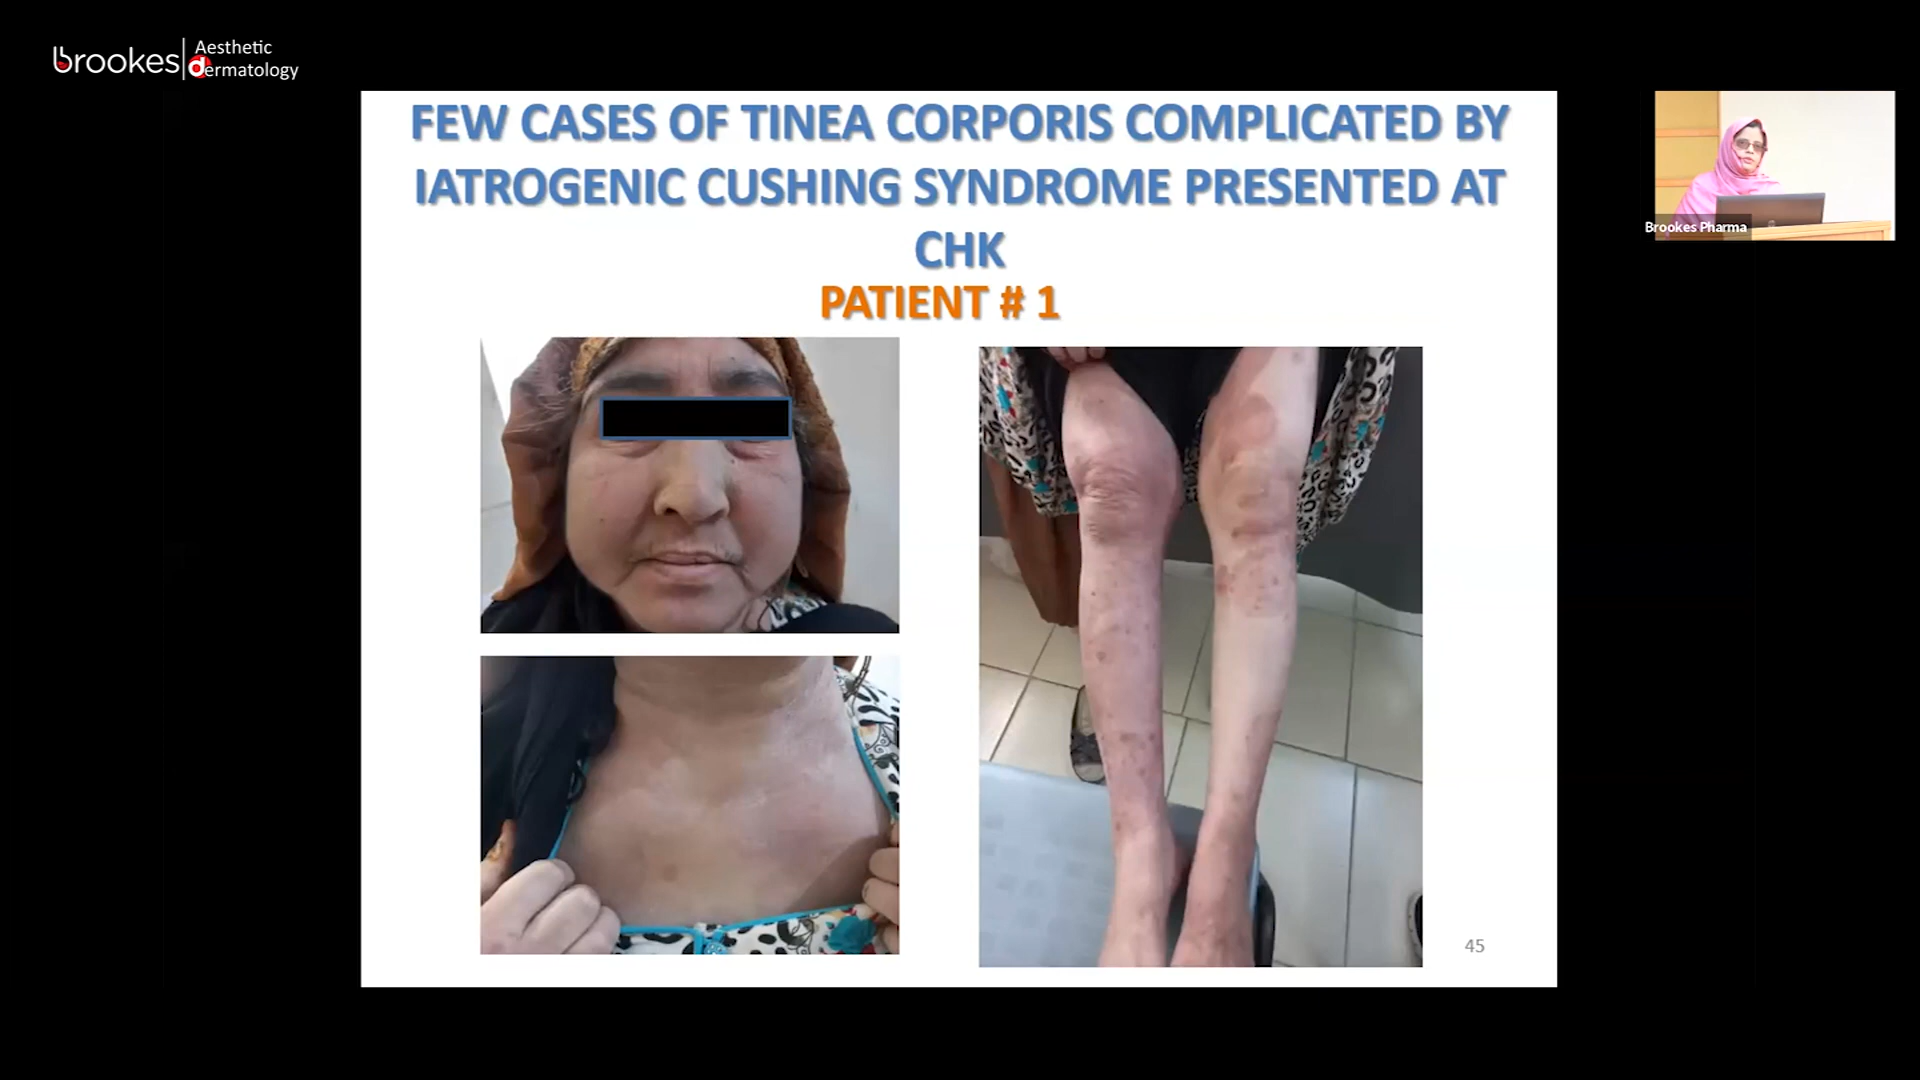 brookes
Aesthetic
dermatology
FEW CASES OF TINEA CORPORIS COMPLICATED BY
IATROGENIC CUSHING SYNDROME PRESENTED AT
CHK
PATIENT # 1
Brookes Pharma
45